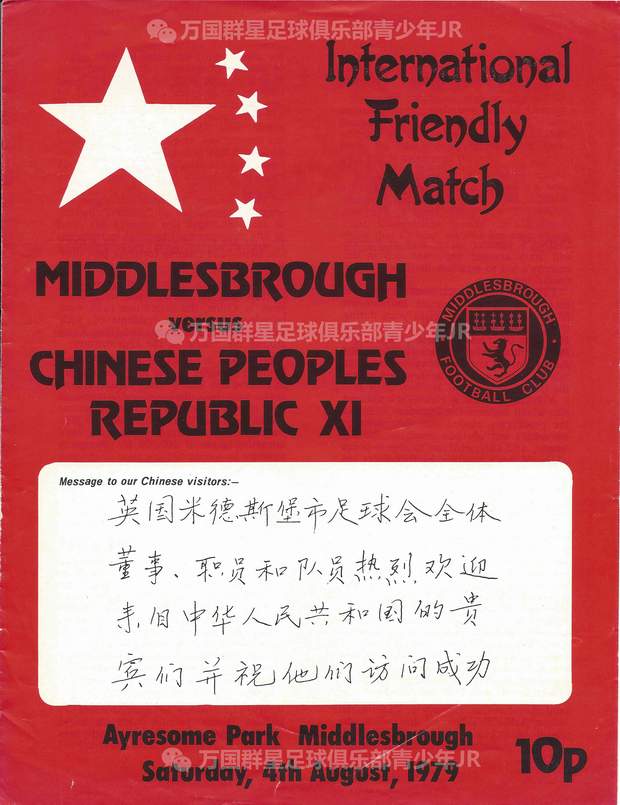 万国群星足球俱乐部青少年JR
International
Friendly
Match
MIDDLESBROUGH
versus
万国群星足球俱乐部青少年JR
CHINESE PEOPLES
REPUBLIC XI
MIDDLESBROUGH
FOOTBALL CLUB
Message to our Chinese visitors:—
英国米德斯堡市足球会全体
董事、职员和队员热烈欢迎
来自中华人民共和国的贵
宾们并祝他们访问成功
Ayresome Park Middlesbrough
万国群星足球俱乐部青少年JR
Saturday, 4th August, 1979
10p